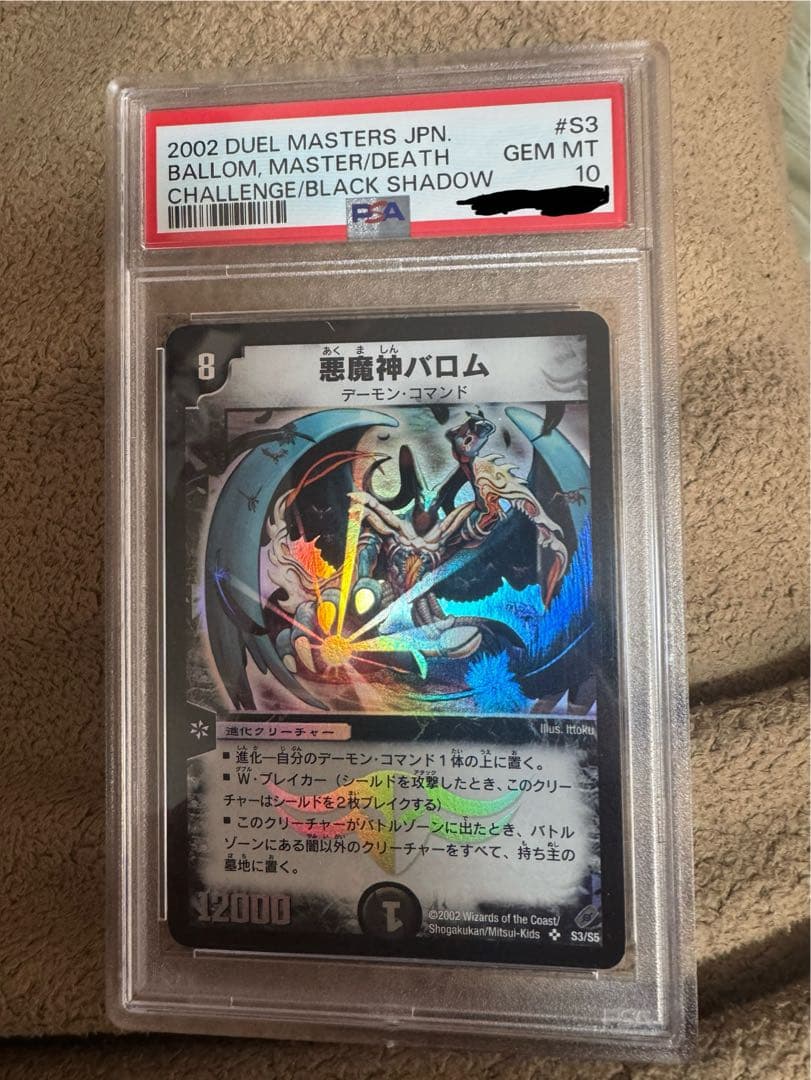 2002 DUEL MASTERS JPN. #S3
BALLOM, MASTER/DEATH GEM MT
CHALLENGE/BLACK SHADOW 10
PSA
8
あく ま しん
悪魔神バロム
デーモン・コマンド
進化クリーチャー
Illus. Ittoku
■ 進化―自分のデーモン・コマンド1体の上に置く。
■ W・ブレイカー（シールドを攻撃したとき、このクリー
チャーはシールドを2枚ブレイクする）
■ このクリーチャーがバトルゾーンに出たとき、バトル
ゾーンにある闇以外のクリーチャーをすべて、持ち主の
墓地に置く。
12000
1
©2002 Wizards of the Coast/
Shogakukan/Mitsui-Kids
S3/S5